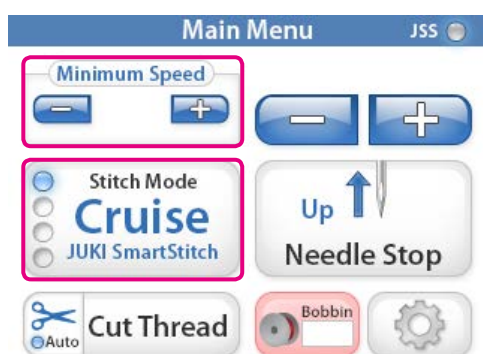 Main Menu
JSS
Minimum Speed
Stitch Mode
Cruise
JUKI SmartStitch
Up
Needle Stop
Auto
Cut Thread
Bobbin